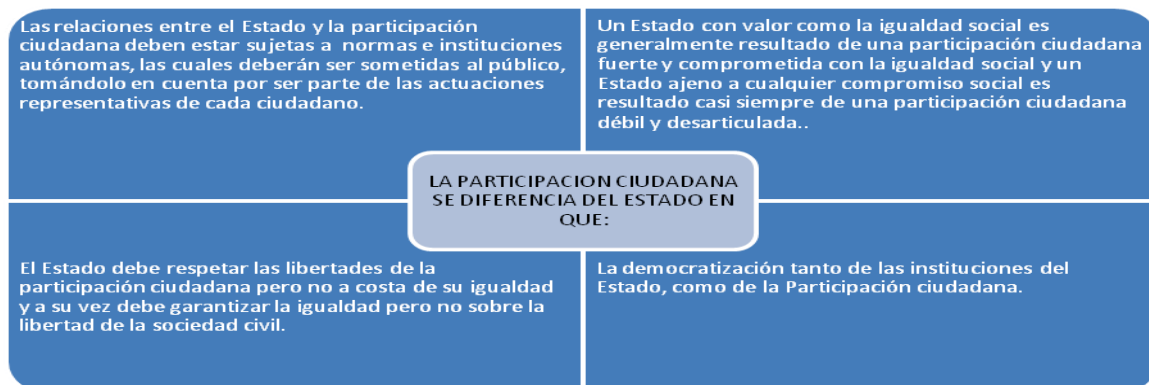 Las relaciones entre el Estado y la participación
ciudadana deben estar sujetas a normas e instituciones
autónomas, las cuales deberán ser sometidas al público,
tomándolo en cuenta por ser parte de las actuaciones
representativas de cada ciudadano.
Un Estado con valor como la igualdad social es
generalmente resultado de una participación ciudadana
fuerte y comprometida con la igualdad social y un
Estado ajeno a cualquier compromiso social es
resultado casi siempre de una participación ciudadana
débil y desarticulada..
LA PARTICIPACION CIUDADANA
SE DIFERENCIA DEL ESTADO EN
QUE:
El Estado debe respetar las libertades de la
participación ciudadana pero no a costa de su igualdad
y a su vez debe garantizar la igualdad pero no sobre la
libertad de la sociedad civil.
La democratización tanto de las instituciones del
Estado, como de la Participación ciudadana.